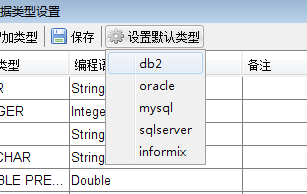 据类型设置
加类型 保存 设置默认类型
类型 编程语 备注
db2
R String
oracle
GER Intege
mysql
String
sqlserver
CHAR String
informix
BLE PRE... Double